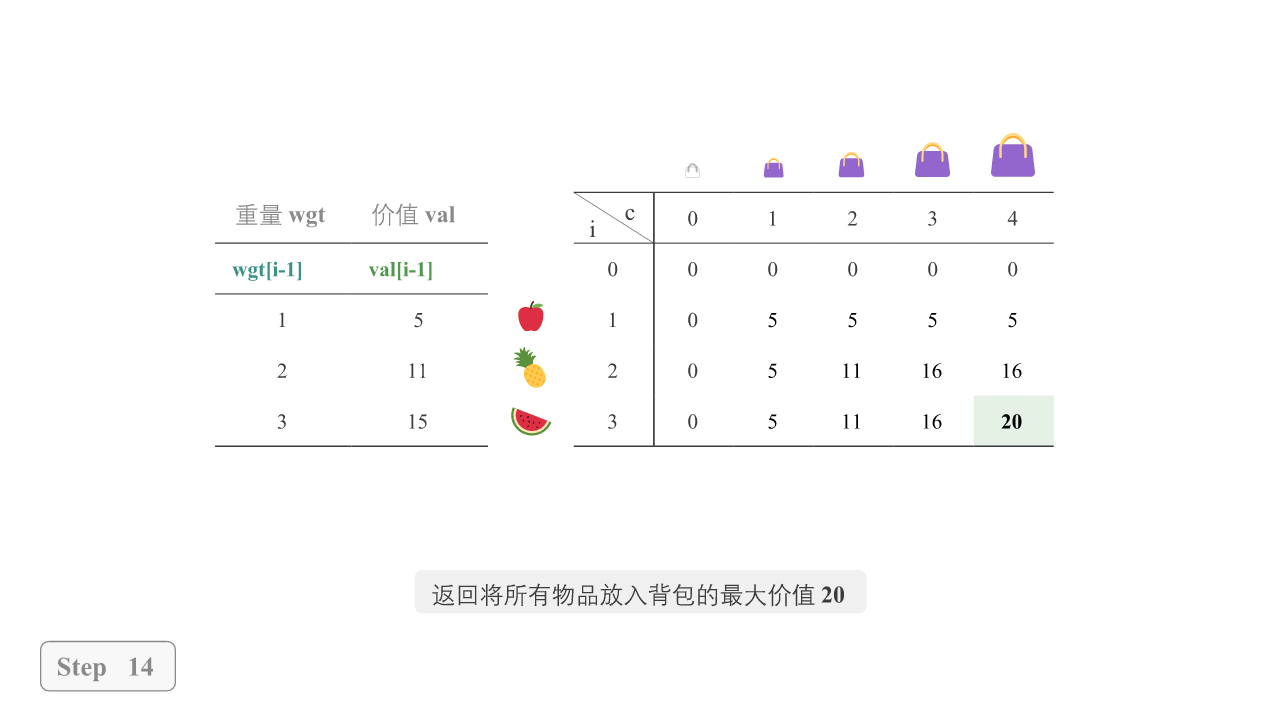 重量 wgt 价值 val
wgt[i-1] val[i-1]
1 5
2 11
3 15
i c 0 1 2 3 4
0 0 0 0 0 0
1 0 5 5 5 5
2 0 5 11 16 16
3 0 5 11 16 20
返回将所有物品放入背包的最大价值 20
Step 14